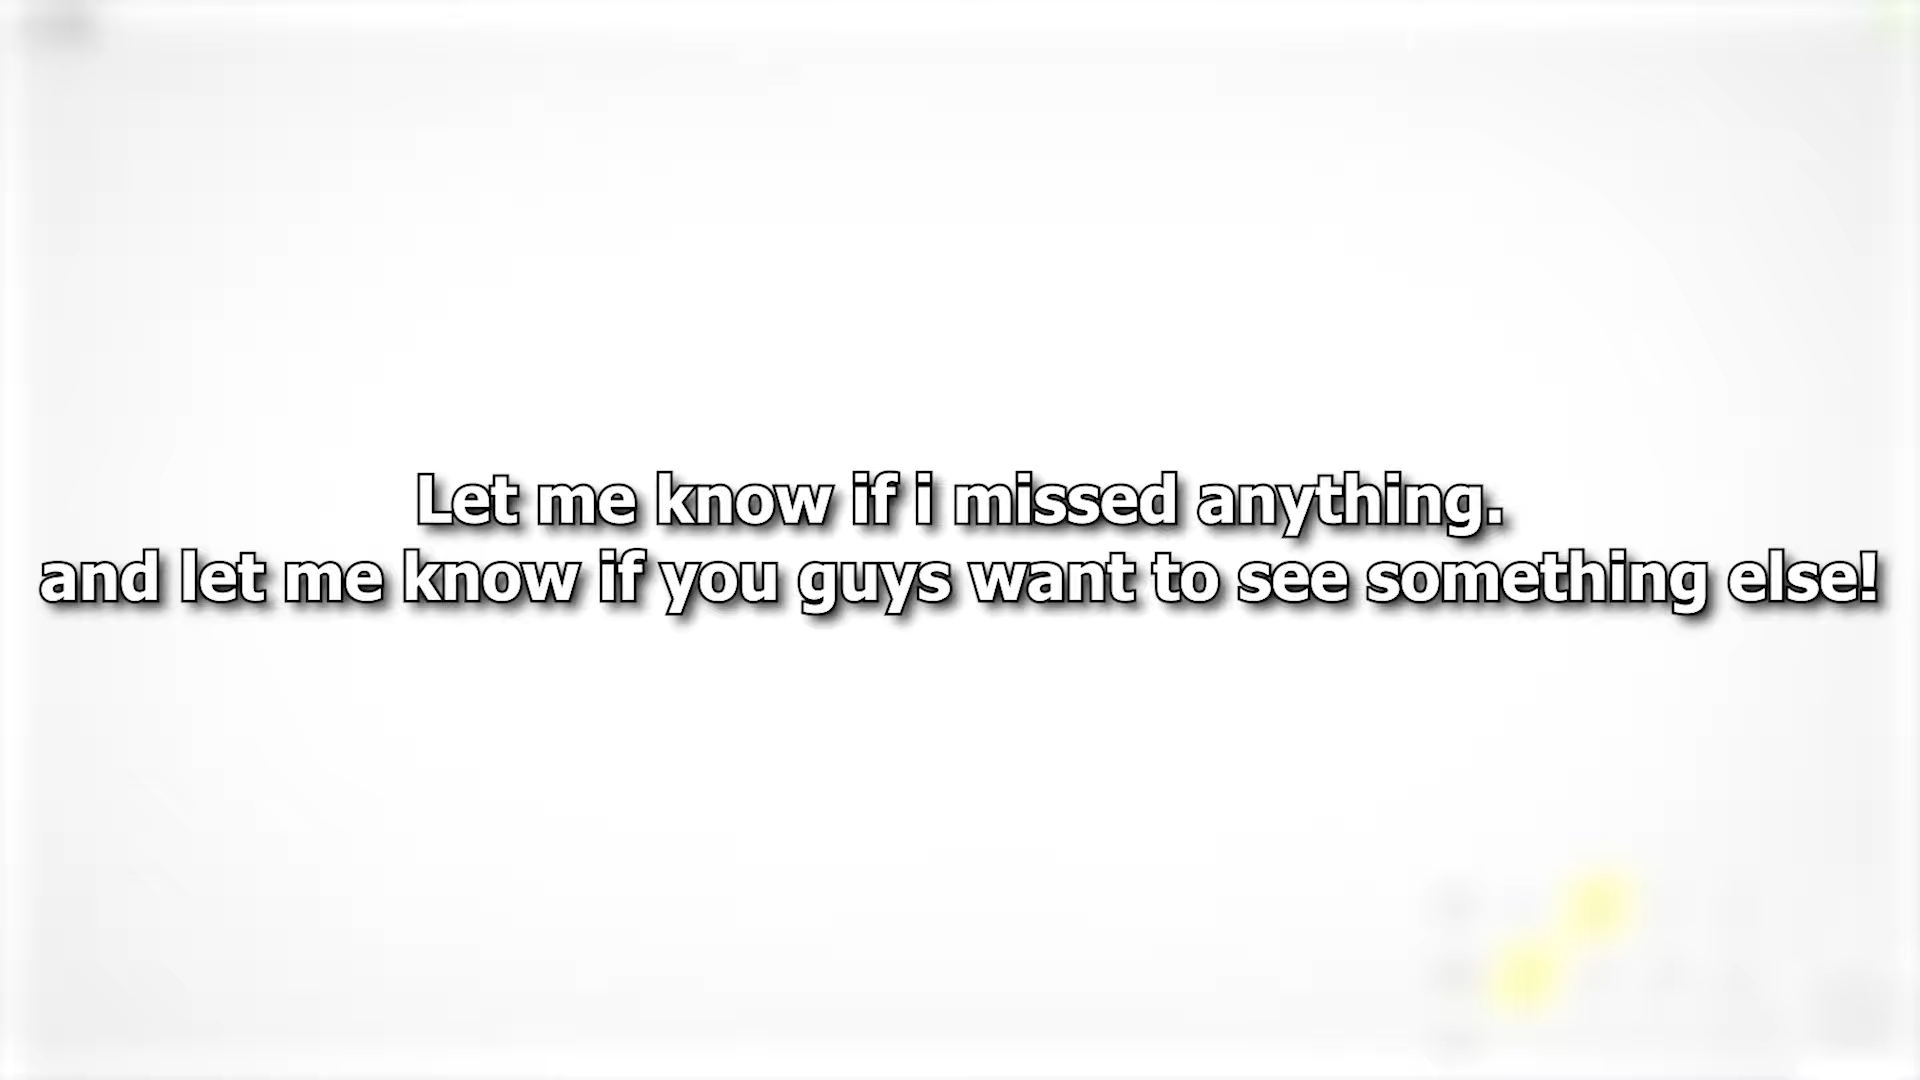 Let me know if i missed anything.
and let me know if you guys want to see something else!